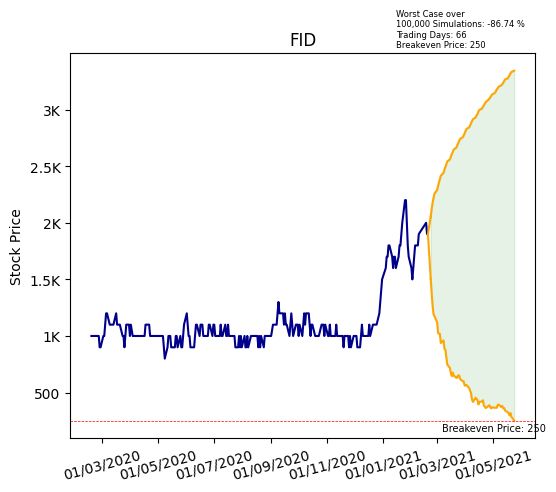 Worst Case over
100,000 Simulations: -86.74 %
Trading Days: 66
Breakeven Price: 250
FID
Stock Price
3K
2.5K
2K
1.5K
1K
500
Breakeven Price: 250
01/03/2020
01/05/2020
01/07/2020
01/09/2020
01/11/2020
01/01/2021
01/03/2021
01/05/2021